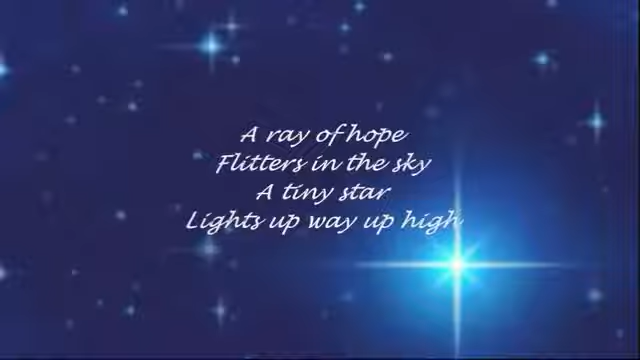 A ray of hope
Flitters in the sky
A tiny star
Lights up way up high